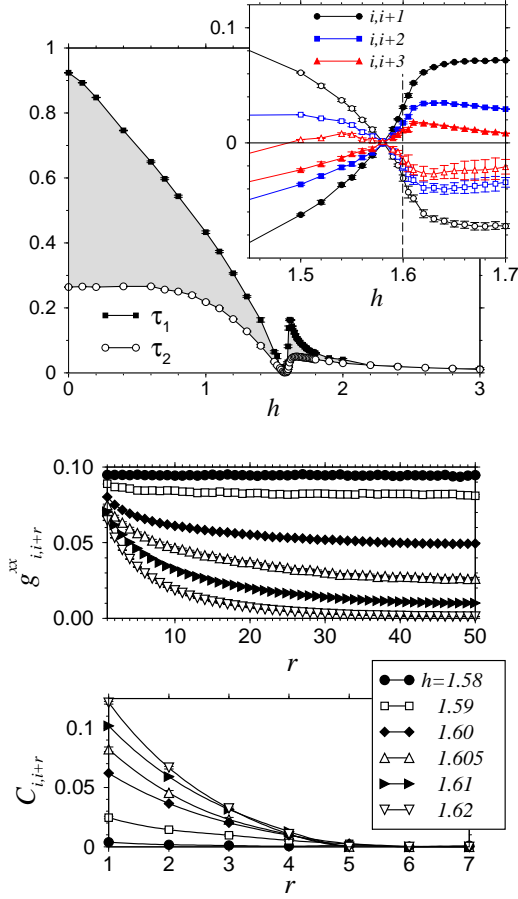 1
0.8
0.6
0.4
0.2
0
0 1 2 3
h
τ1
τ2
0.1
0
i,i+1
i,i+2
i,i+3
1.5 1.6 1.7
h
0.10
0.05
0.00
10 20 30 40 50
g^xx i,i+r
r
h=1.58
1.59
1.60
1.605
1.61
1.62
0.1
0.05
0
1 2 3 4 5 6 7
C i,i+r
r